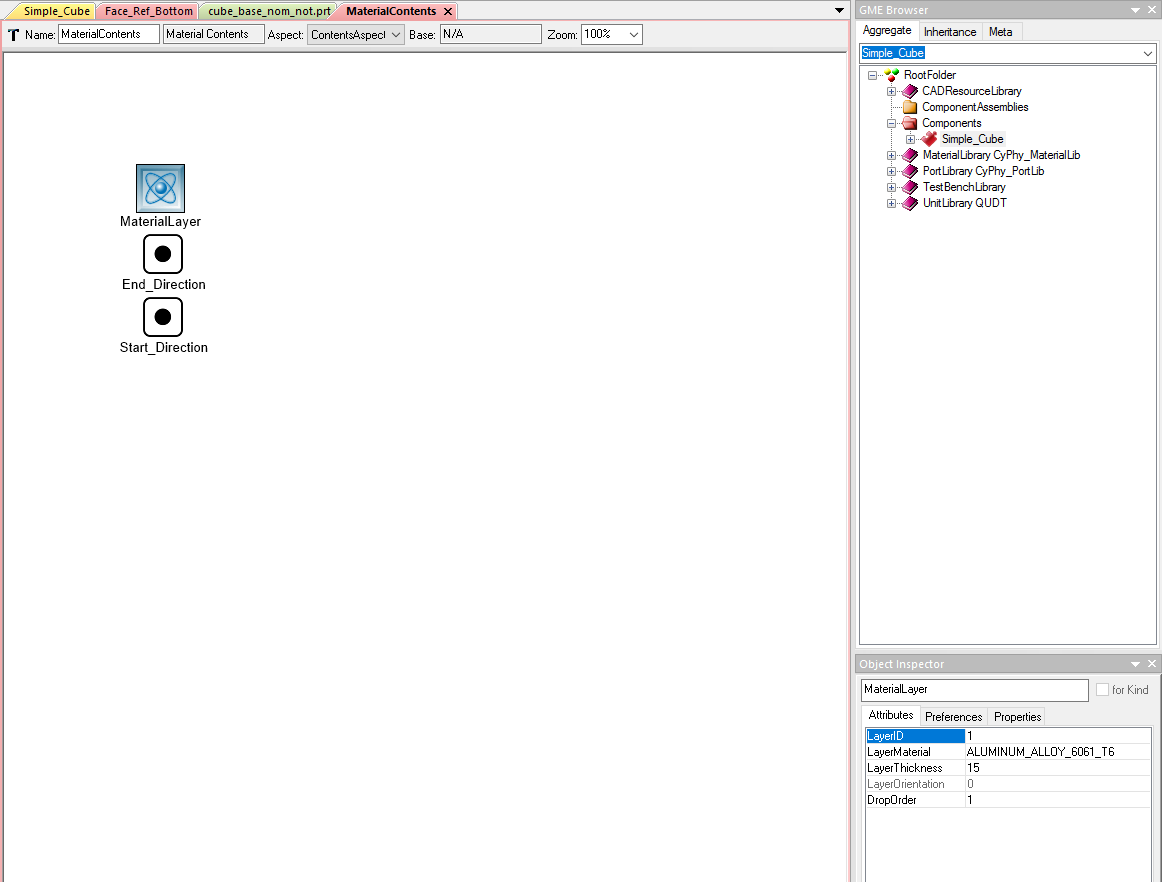 Simple_Cube Face_Ref_Bottom cube_base_nom_not.prt MaterialContents
Name: MaterialContents Material Contents Aspect: ContentsAspect Base: N/A Zoom: 100%
MaterialLayer
End_Direction
Start_Direction
GME Browser
Aggregate Inheritance Meta
Simple_Cube
RootFolder
CADResourceLibrary
ComponentAssemblies
Components
Simple_Cube
MaterialLibrary CyPhy_MaterialLib
PortLibrary CyPhy_PortLib
TestBenchLibrary
UnitLibrary QUDT
Object Inspector
MaterialLayer for Kind
Attributes Preferences Properties
LayerID 1
LayerMaterial ALUMINUM_ALLOY_6061_T6
LayerThickness 15
LayerOrientation 0
DropOrder 1